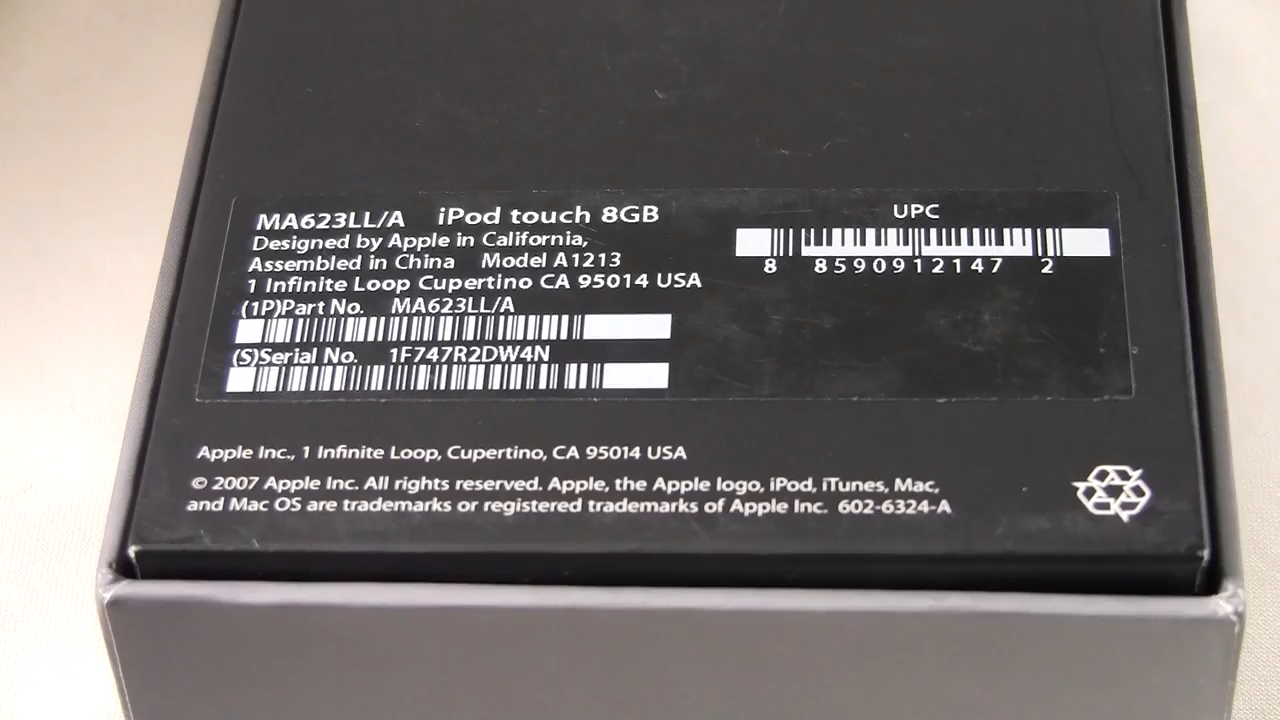 MA623LL/A iPod touch 8GB
Designed by Apple in California,
Assembled in China Model A1213
1 Infinite Loop Cupertino CA 95014 USA
(1P)Part No. MA623LL/A
(S)Serial No. 1F747R2DW4N
UPC
8 8590912147 2
Apple Inc., 1 Infinite Loop, Cupertino, CA 95014 USA
© 2007 Apple Inc. All rights reserved. Apple, the Apple logo, iPod, iTunes, Mac,
and Mac OS are trademarks or registered trademarks of Apple Inc. 602-6324-A